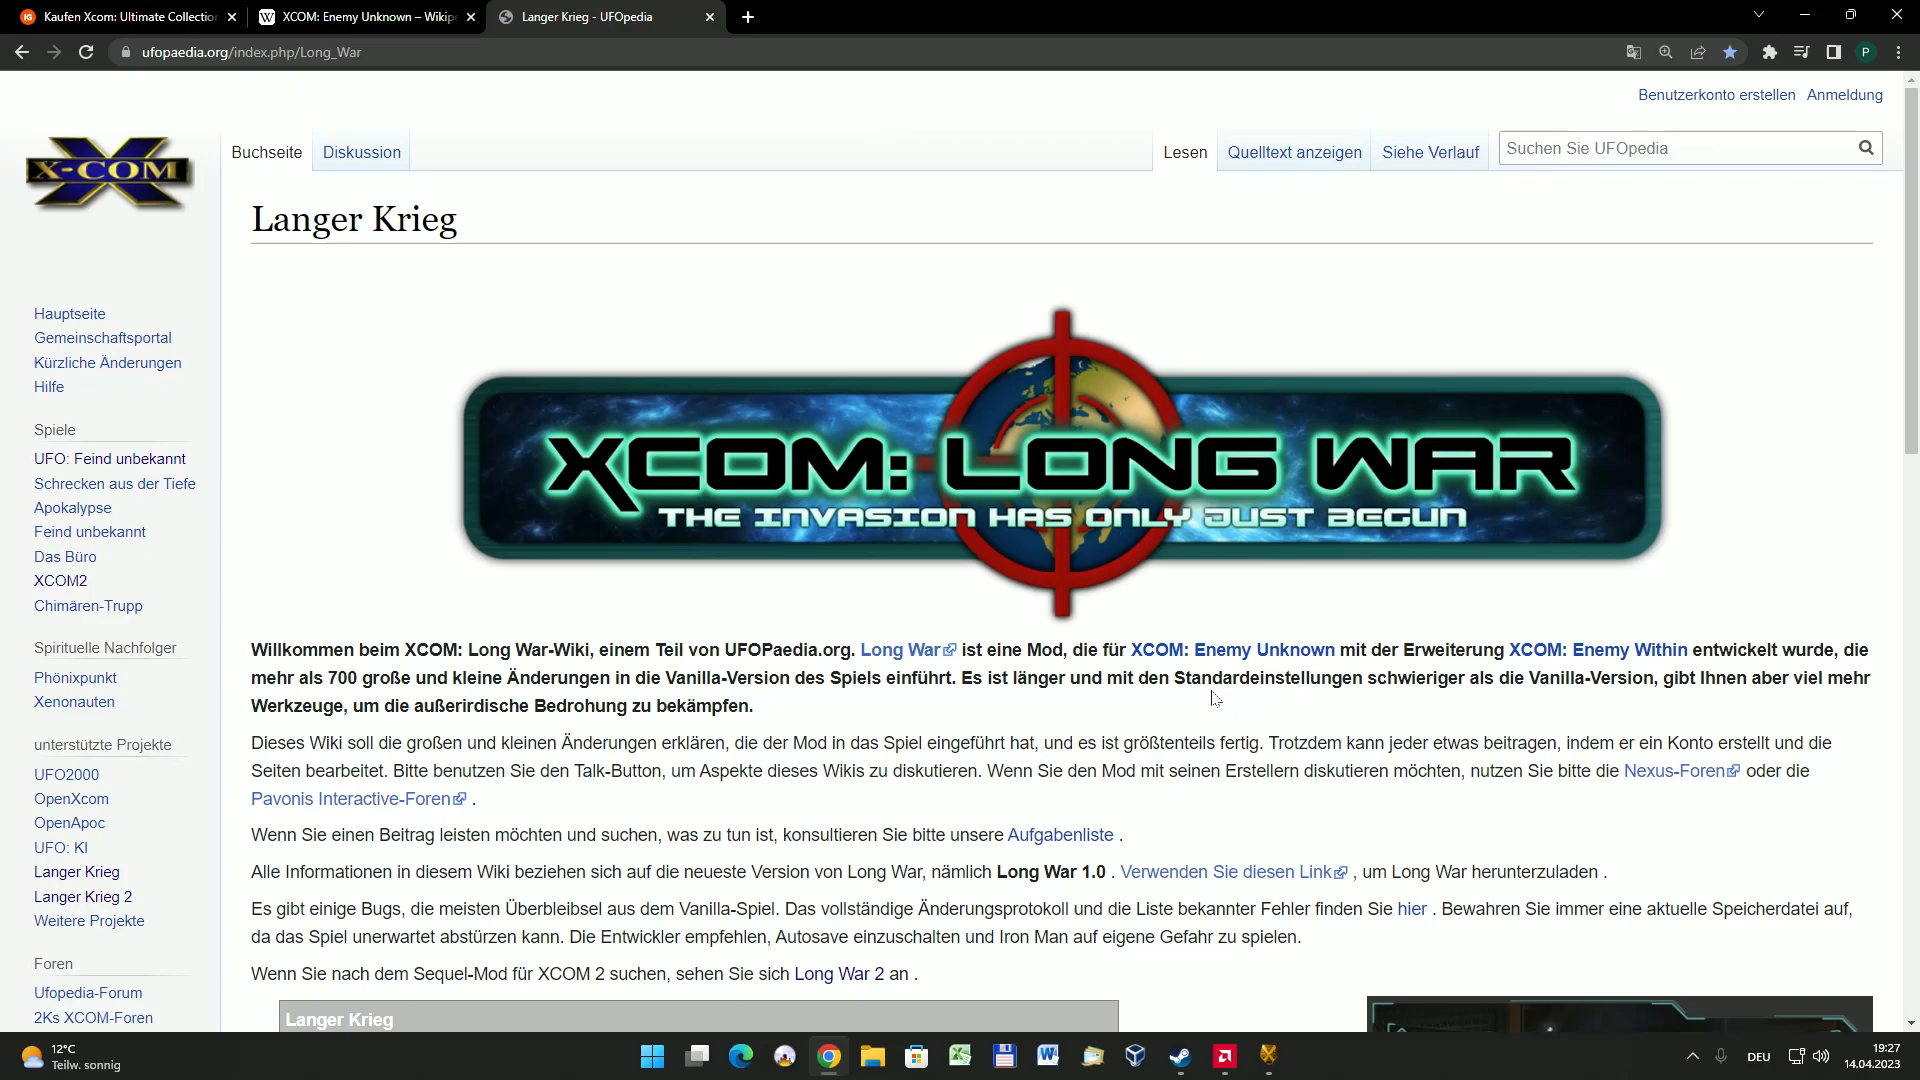 Kaufen Xcom: Ultimate Collection
XCOM: Enemy Unknown – Wikipe
Langer Krieg - UFOpedia
ufopaedia.org/index.php/Long_War
P
Benutzerkonto erstellen Anmeldung
X-COM
Buchseite Diskussion Lesen Quelltext anzeigen Siehe Verlauf Suchen Sie UFOpedia
Langer Krieg
XCOM: LONG WAR
THE INVASION HAS ONLY JUST BEGUN
Hauptseite
Gemeinschaftsportal
Kürzliche Änderungen
Hilfe
Spiele
UFO: Feind unbekannt
Schrecken aus der Tiefe
Apokalypse
Feind unbekannt
Das Büro
XCOM2
Chimären-Trupp
Spirituelle Nachfolger
Phönixpunkt
Xenonauten
unterstützte Projekte
UFO2000
OpenXcom
OpenApoc
UFO: KI
Langer Krieg
Langer Krieg 2
Weitere Projekte
Foren
Ufopedia-Forum
2Ks XCOM-Foren
Willkommen beim XCOM: Long War-Wiki, einem Teil von UFOPaedia.org. Long War ist eine Mod, die für XCOM: Enemy Unknown mit der Erweiterung XCOM: Enemy Within entwickelt wurde, die
mehr als 700 große und kleine Änderungen in die Vanilla-Version des Spiels einführt. Es ist länger und mit den Standardeinstellungen schwieriger als die Vanilla-Version, gibt Ihnen aber viel mehr
Werkzeuge, um die außerirdische Bedrohung zu bekämpfen.
Dieses Wiki soll die großen und kleinen Änderungen erklären, die der Mod in das Spiel eingeführt hat, und es ist größtenteils fertig. Trotzdem kann jeder etwas beitragen, indem er ein Konto erstellt und die
Seiten bearbeitet. Bitte benutzen Sie den Talk-Button, um Aspekte dieses Wikis zu diskutieren. Wenn Sie den Mod mit seinen Erstellern diskutieren möchten, nutzen Sie bitte die Nexus-Foren oder die
Pavonis Interactive-Foren .
Wenn Sie einen Beitrag leisten möchten und suchen, was zu tun ist, konsultieren Sie bitte unsere Aufgabenliste .
Alle Informationen in diesem Wiki beziehen sich auf die neueste Version von Long War, nämlich Long War 1.0 . Verwenden Sie diesen Link , um Long War herunterzuladen .
Es gibt einige Bugs, die meisten Überbleibsel aus dem Vanilla-Spiel. Das vollständige Änderungsprotokoll und die Liste bekannter Fehler finden Sie hier . Bewahren Sie immer eine aktuelle Speicherdatei auf,
da das Spiel unerwartet abstürzen kann. Die Entwickler empfehlen, Autosave einzuschalten und Iron Man auf eigene Gefahr zu spielen.
Wenn Sie nach dem Sequel-Mod für XCOM 2 suchen, sehen Sie sich Long War 2 an .
Langer Krieg
12°C
Teilw. sonnig
DEU
19:27
14.04.2023